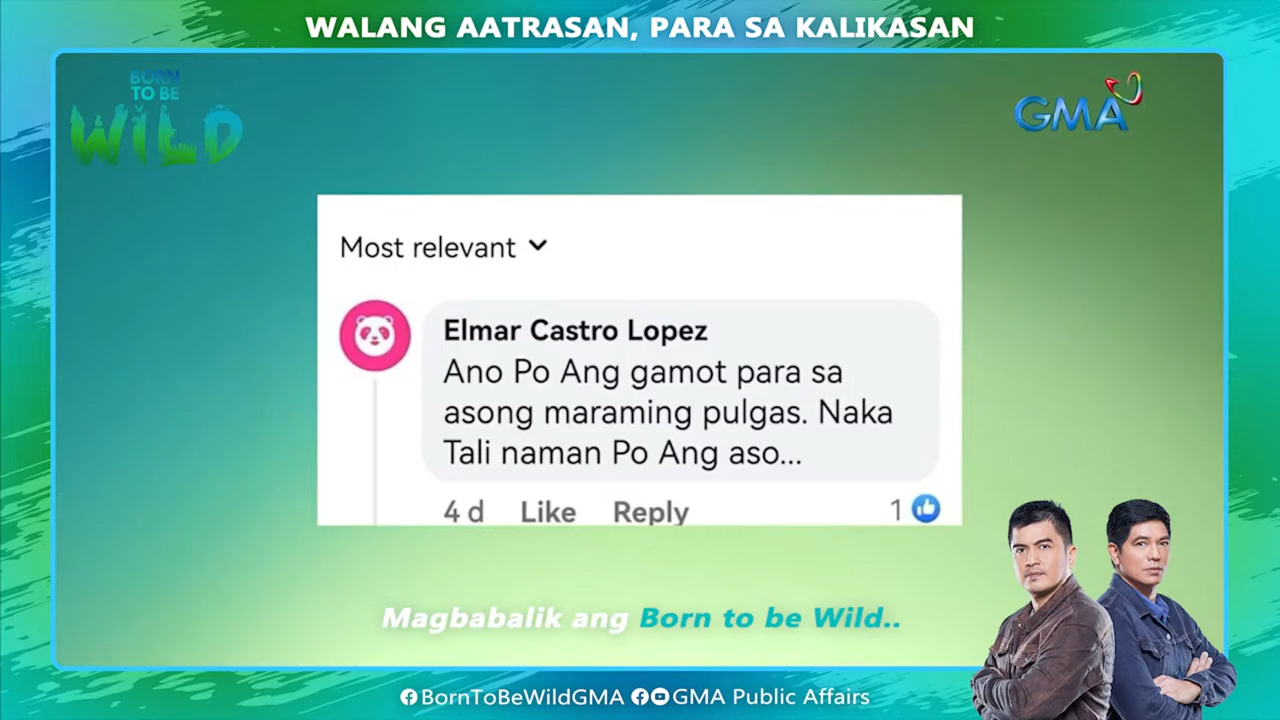 WALANG AATRASAN, PARA SA KALIKASAN
BORN
TO BE
WILD
GMA
Most relevant
Elmar Castro Lopez
Ano Po Ang gamot para sa
asong maraming pulgas. Naka
Tali naman Po Ang aso...
4 d Like Reply 1
Magbabalik ang Born to be Wild..
BornToBeWildGMA GMA Public Affairs